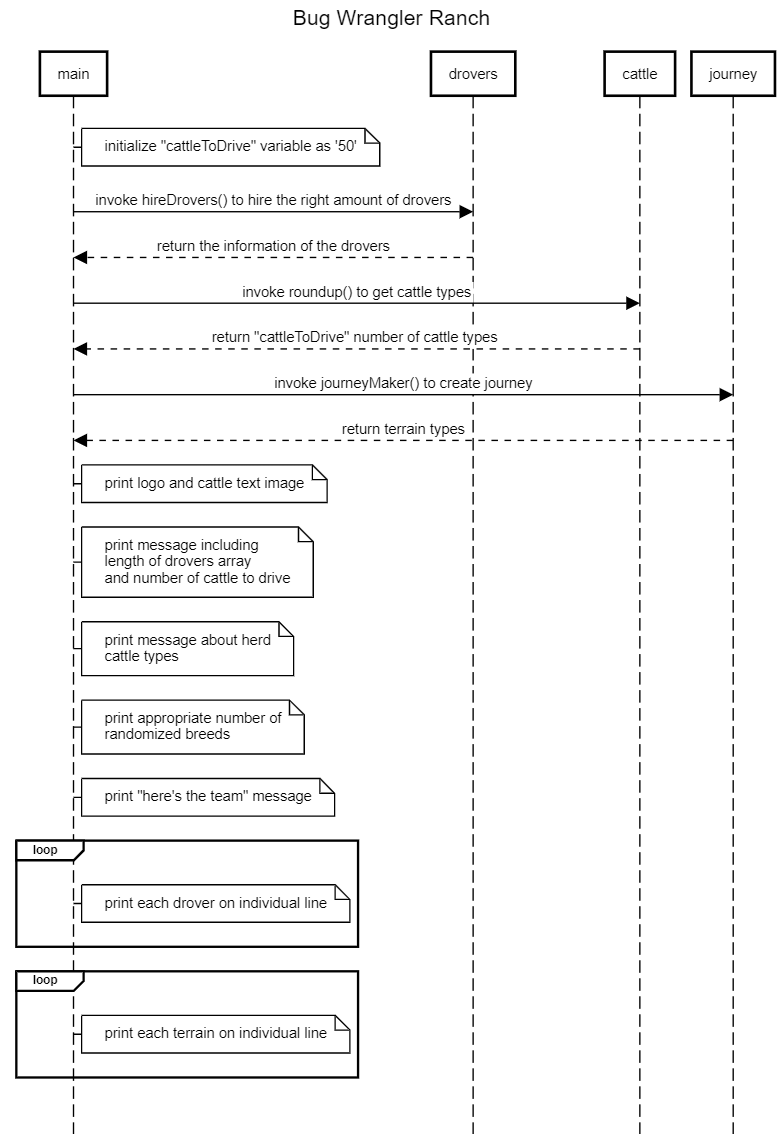 Bug Wrangler Ranch
main
drovers
cattle
journey
initialize "cattleToDrive" variable as '50'
invoke hireDrovers() to hire the right amount of drovers
return the information of the drovers
invoke roundup() to get cattle types
return "cattleToDrive" number of cattle types
invoke journeyMaker() to create journey
return terrain types
print logo and cattle text image
print message including
length of drovers array
and number of cattle to drive
print message about herd
cattle types
print appropriate number of
randomized breeds
print "here's the team" message
loop
print each drover on individual line
loop
print each terrain on individual line